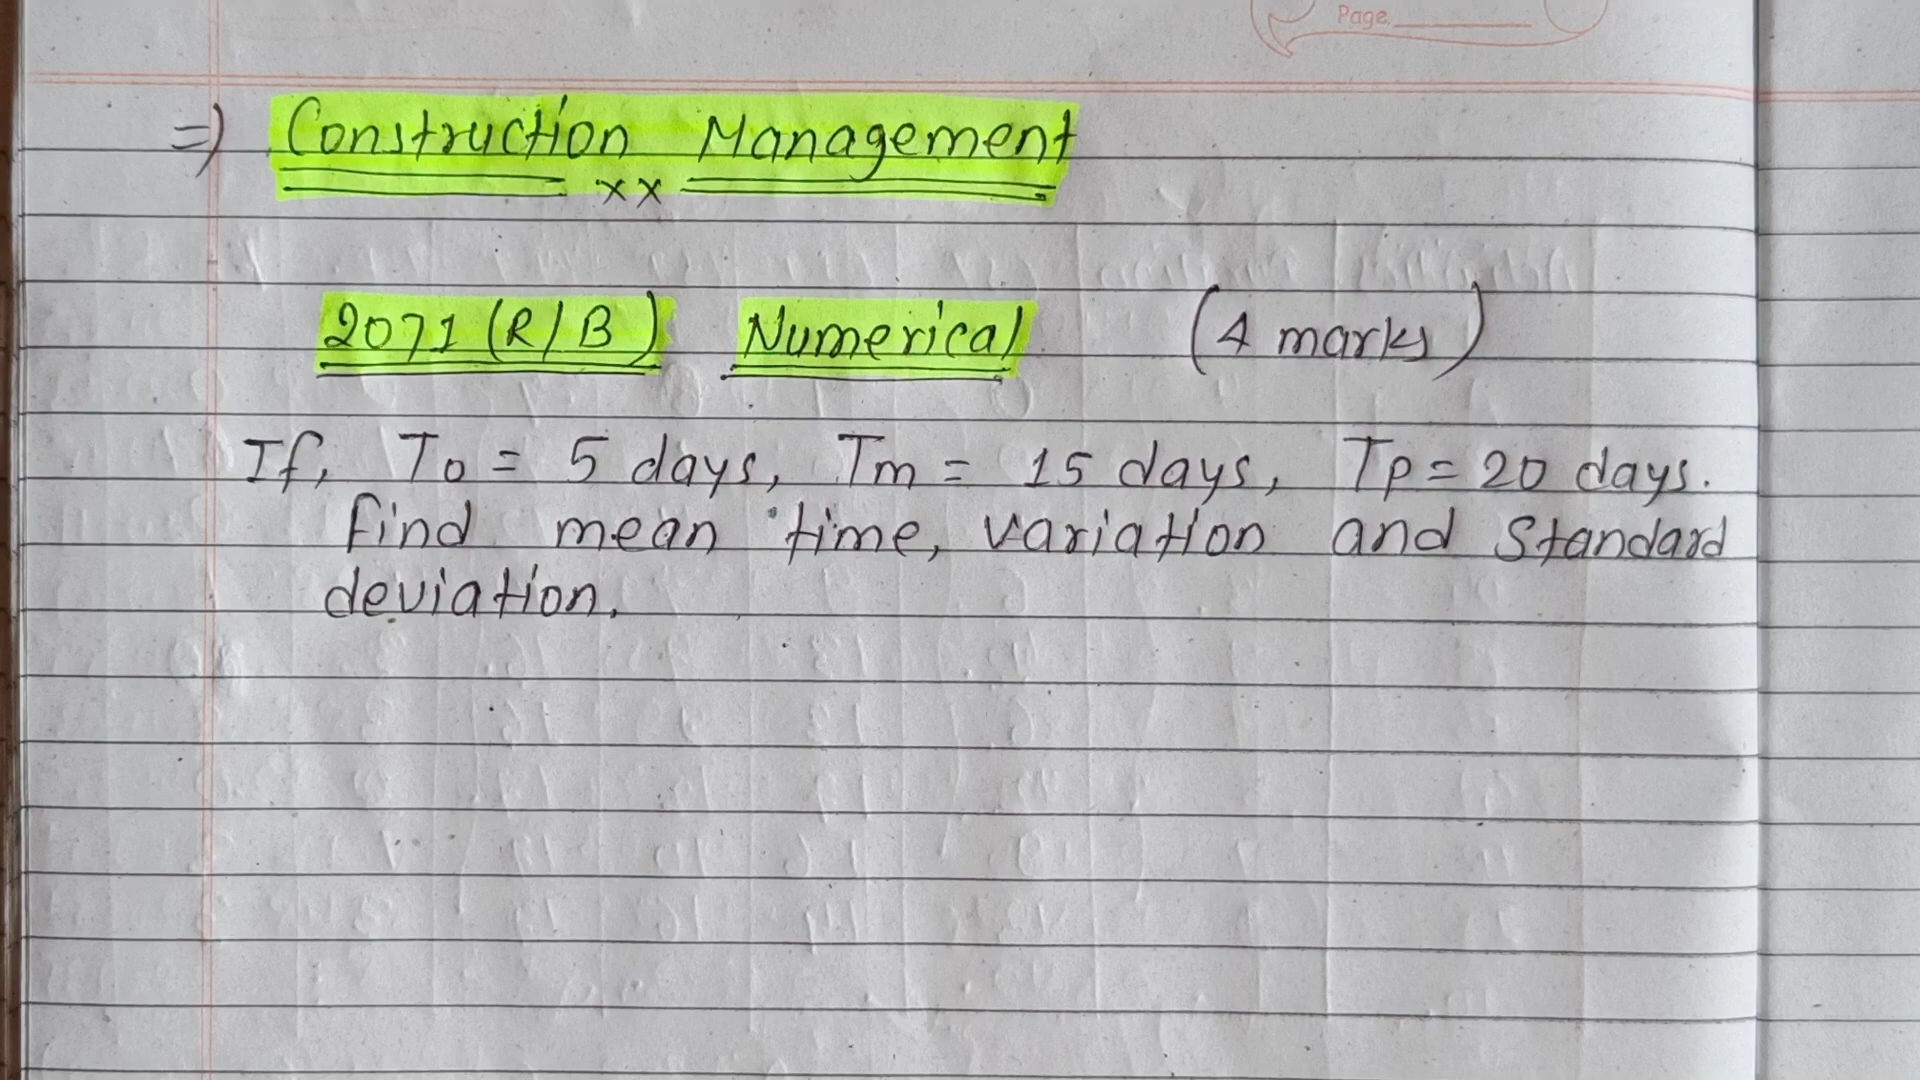 Page.
=) Construction Management
xx
2071 (R/B) Numerical (4 marks)
If, To = 5 days, Tm = 15 days, Tp = 20 days.
find mean time, variation and standard
deviation.